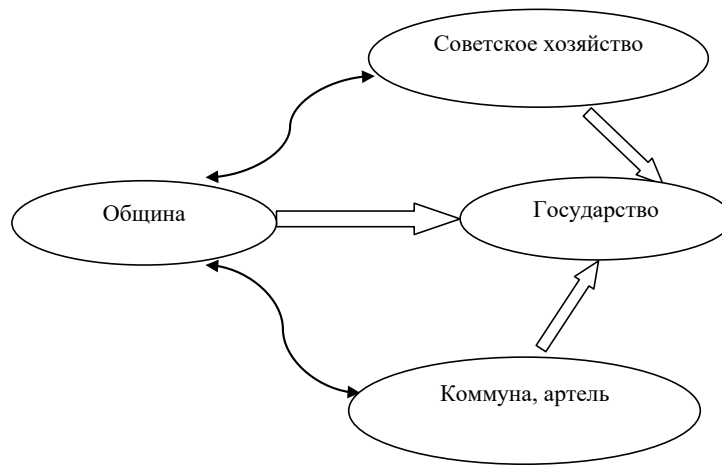 Советское хозяйство
Община
Государство
Коммуна, артель